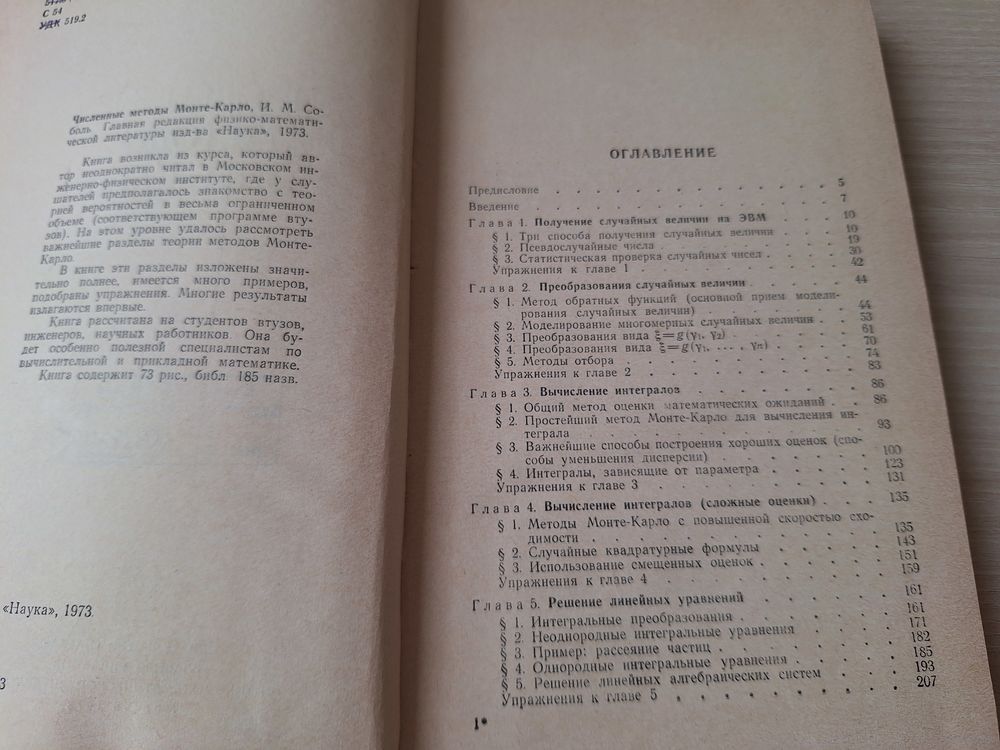 С 54
УДК 519.2
Численные методы Монте-Карло, И. М. Со-
боль. Главная редакция физико-математи-
ческой литературы изд-ва «Наука», 1973.
Книга возникла из курса, который ав-
тор неоднократно читал в Московском ин-
женерно-физическом институте, где у слу-
шателей предполагалось знакомство с тео-
рией вероятностей в весьма ограниченном
объеме (соответствующем программе вту-
зов). На этом уровне удалось рассмотреть
важнейшие разделы теории методов Монте-
Карло.
В книге эти разделы изложены значи-
тельно полнее, имеется много примеров,
подобраны упражнения. Многие результаты
излагаются впервые.
Книга рассчитана на студентов втузов,
инженеров, научных работников. Она бу-
дет особенно полезной специалистам по
вычислительной и прикладной математике.
Книга содержит 73 рис., библ. 185 назв.
«Наука», 1973.
3
ОГЛАВЛЕНИЕ
Предисловие . . . . . . . . . . 5
Введение . . . . . . . . . . 7
Глава 1. Получение случайных величин на ЭВМ . . . . 10
§ 1. Три способа получения случайных величин . . . . 10
§ 2. Псевдослучайные числа . . . . . . 19
§ 3. Статистическая проверка случайных чисел . . . . 30
Упражнения к главе 1 . . . . . . 42
Глава 2. Преобразования случайных величин . . . . 44
§ 1. Метод обратных функций (основной прием модели-
рования случайных величин) . . . . 44
§ 2. Моделирование многомерных случайных величин . . 53
§ 3. Преобразования вида ξ=g(γ₁, γ₂) . . . . 61
§ 4. Преобразования вида ξ=g(γ₁, ..., γₙ) . . . . 70
§ 5. Методы отбора . . . . . . 74
Упражнения к главе 2 . . . . . . 83
Глава 3. Вычисление интегралов . . . . . . 86
§ 1. Общий метод оценки математических ожиданий . . 86
§ 2. Простейший метод Монте-Карло для вычисления ин-
теграла . . . . . . 93
§ 3. Важнейшие способы построения хороших оценок (спо-
собы уменьшения дисперсии) . . . . 100
§ 4. Интегралы, зависящие от параметра . . . . 123
Упражнения к главе 3 . . . . . . 131
Глава 4. Вычисление интегралов (сложные оценки) . . . 135
§ 1. Методы Монте-Карло с повышенной скоростью схо-
димости . . . . . . 135
§ 2. Случайные квадратурные формулы . . . . 143
§ 3. Использование смещенных оценок . . . . 151
Упражнения к главе 4 . . . . . . 159
Глава 5. Решение линейных уравнений . . . . 161
§ 1. Интегральные преобразования . . . . 161
§ 2. Неоднородные интегральные уравнения . . . . 171
§ 3. Пример: рассеяние частиц . . . . 182
§ 4. Однородные интегральные уравнения . . . . 185
§ 5. Решение линейных алгебраических систем . . . . 193
Упражнения к главе 5 . . . . . . 207
1*